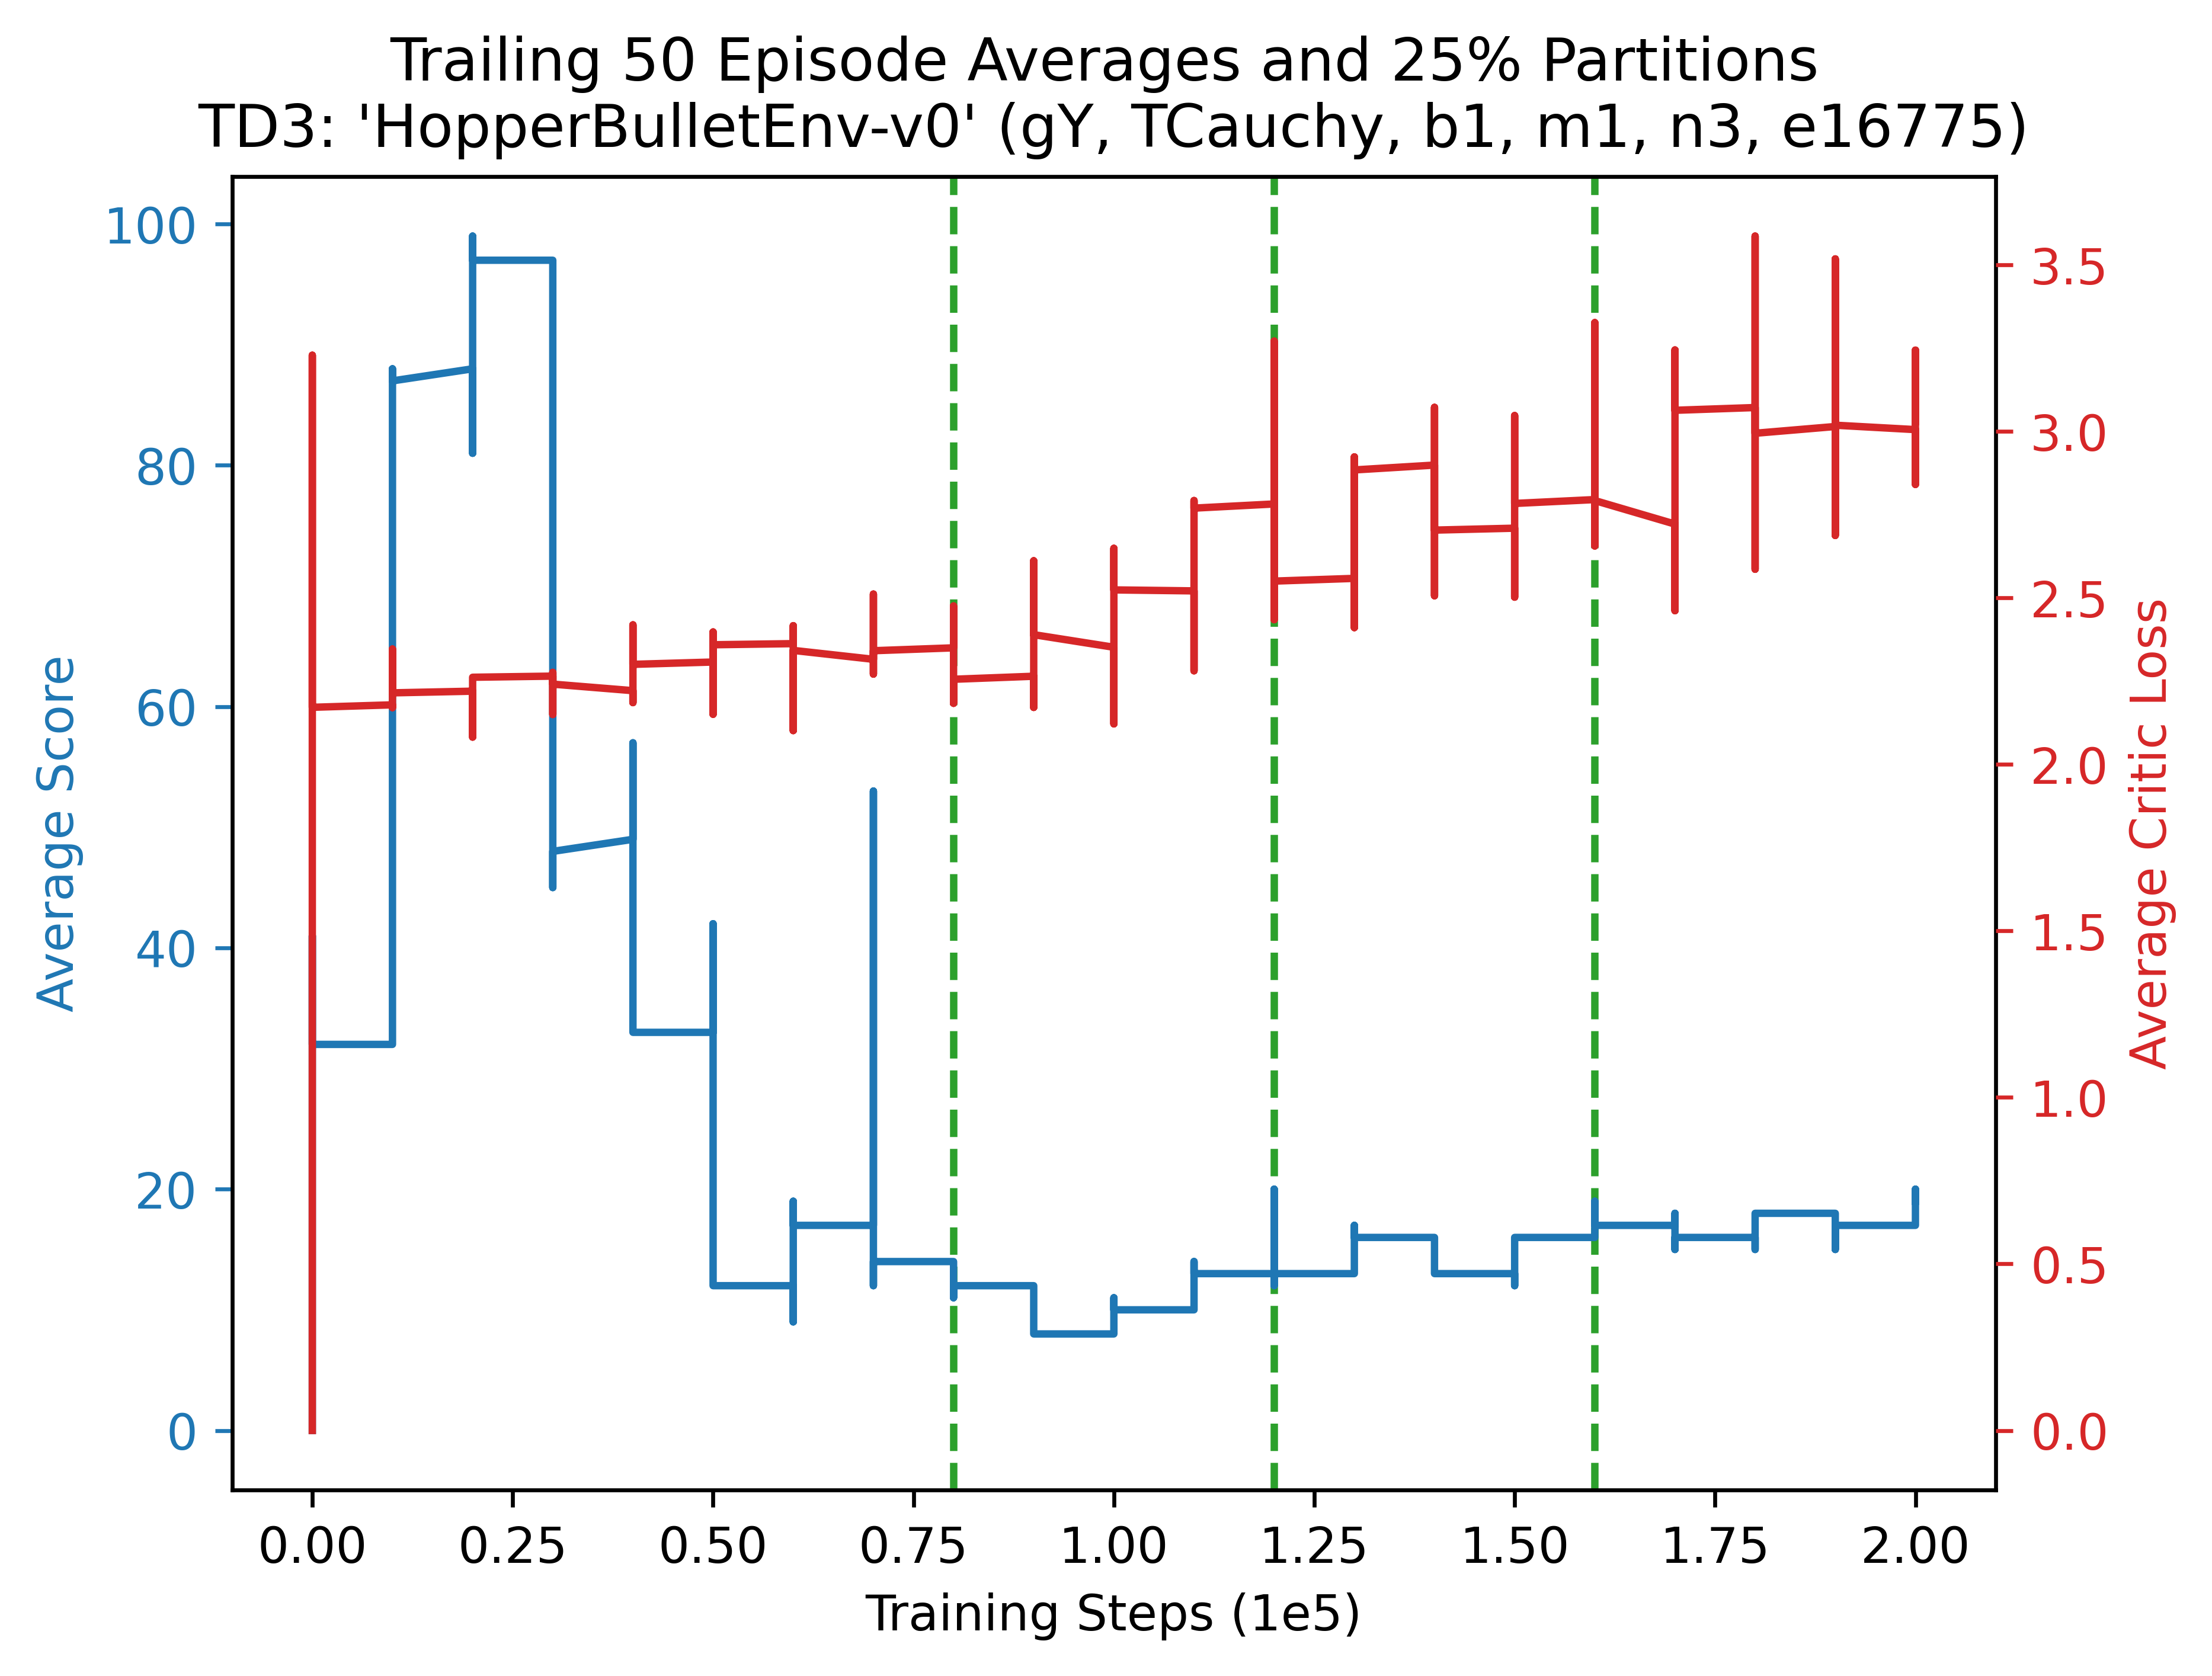 Trailing 50 Episode Averages and 25% Partitions
TD3: 'HopperBulletEnv-v0' (gY, TCauchy, b1, m1, n3, e16775)
100
80
60
40
20
0
Average Score
3.5
3.0
2.5
2.0
1.5
1.0
0.5
0.0
Average Critic Loss
0.00 0.25 0.50 0.75 1.00 1.25 1.50 1.75 2.00
Training Steps (1e5)